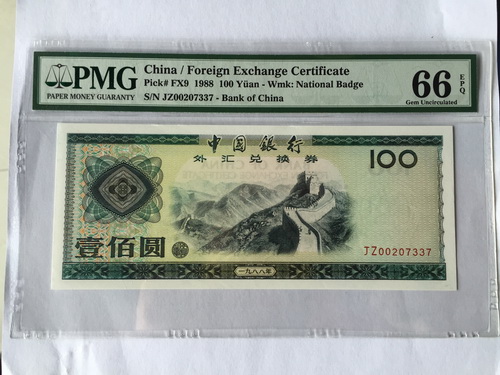 PMG
PAPER MONEY GUARANTY
China / Foreign Exchange Certificate
Pick# FX9 1988 100 Yüan - Wmk: National Badge
S/N JZ00207337 - Bank of China
66 EPQ
Gem Uncirculated
中國銀行
外汇兑换券
100
JZ00207337
壹佰圆
一九八八年